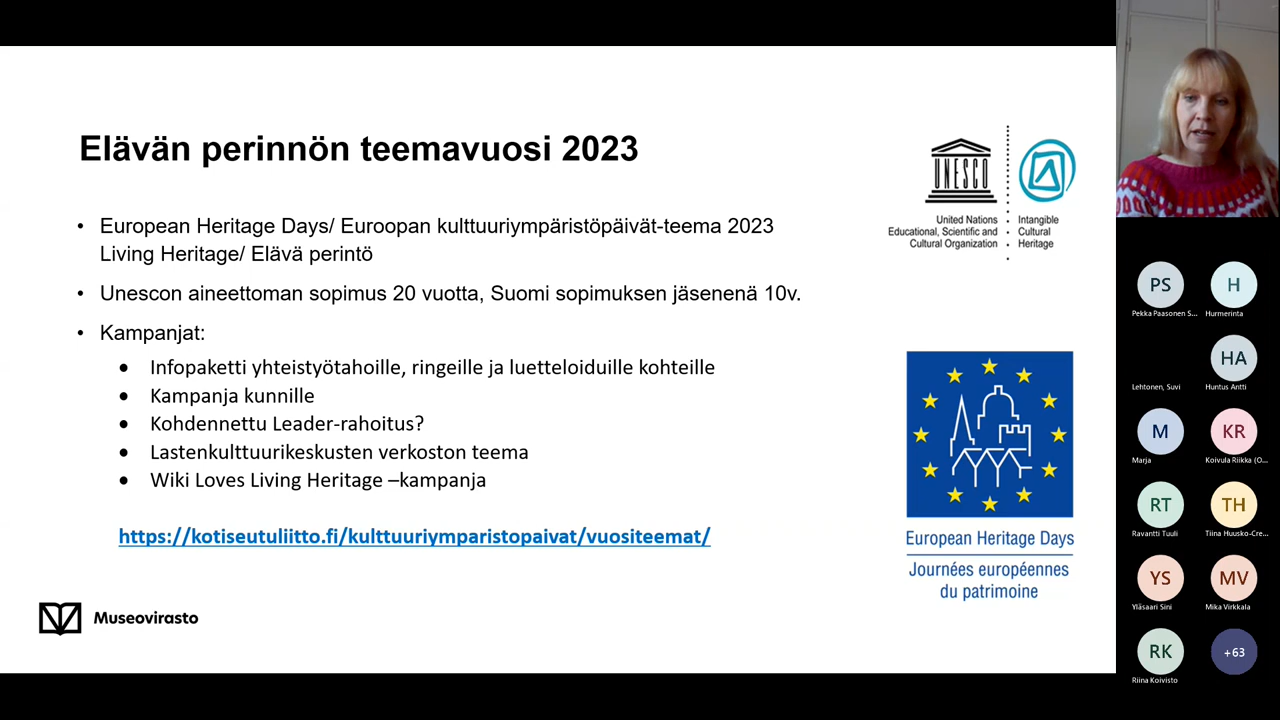 Elävän perinnön teemavuosi 2023
• European Heritage Days/ Euroopan kulttuuriympäristöpäivät-teema 2023
Living Heritage/ Elävä perintö
• Unescon aineettoman sopimus 20 vuotta, Suomi sopimuksen jäsenenä 10v.
• Kampanjat:
• Infopaketti yhteistyötahoille, ringeille ja luetteloiduille kohteille
• Kampanja kunnille
• Kohdennettu Leader-rahoitus?
• Lastenkulttuurikeskusten verkoston teema
• Wiki Loves Living Heritage –kampanja
https://kotiseutuliitto.fi/kulttuuriymparistopaivat/vuositeemat/
Museovirasto
UNESCO
United Nations
Educational, Scientific and
Cultural Organization
Intangible
Cultural
Heritage
European Heritage Days
Journées européennes
du patrimoine
PS
Pekka Paasonen S...
H
Hurmerinta
Lehtonen, Suvi
HA
Huntus Antti
M
Marja
KR
Koivula Riikka (O...
RT
Ravantti Tuuli
TH
Tiina Huusko-Cre...
YS
Yläsaari Sini
MV
Mika Virkkala
RK
Riina Koivisto
+63